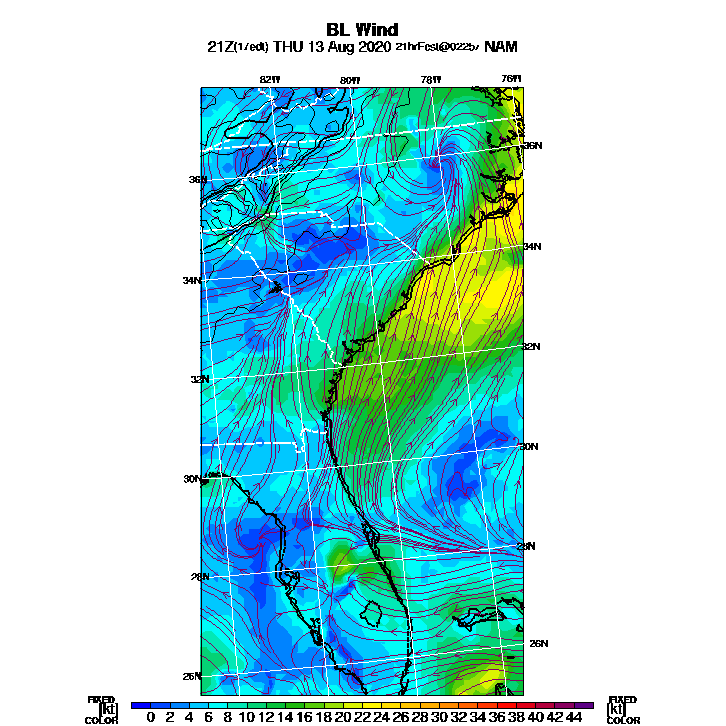 BL Wind
21Z(17edt) THU 13 Aug 2020 21hrFcst@0225z NAM
82W 80W 78W 76W
36N
36N
34N
34N
32N
32N
30N
30N
28N
28N
26N
26N
FIXED FIXED
[kt] 0 2 4 6 8 10 12 14 16 18 20 22 24 26 28 30 32 34 36 38 40 42 44 [kt]
COLOR COLOR